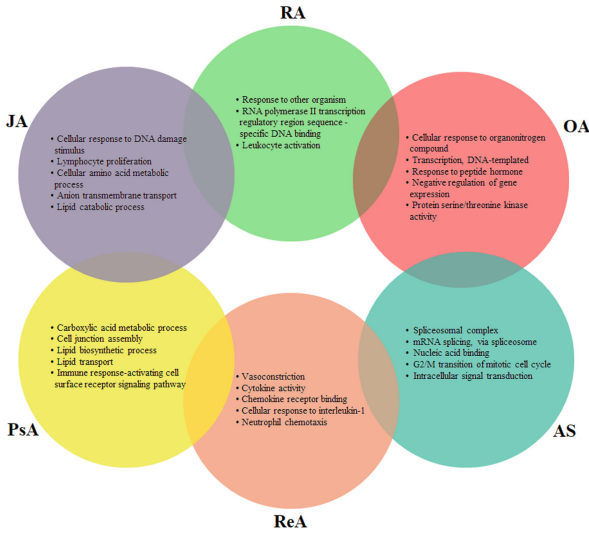 RA
• Response to other organism
• RNA polymerase II transcription
regulatory region sequence -
specific DNA binding
• Leukocyte activation
JA
• Cellular response to DNA damage
stimulus
• Lymphocyte proliferation
• Cellular amino acid metabolic
process
• Anion transmembrane transport
• Lipid catabolic process
OA
• Cellular response to organonitrogen
compound
• Transcription, DNA-templated
• Response to peptide hormone
• Negative regulation of gene
expression
• Protein serine/threonine kinase
activity
• Carboxylic acid metabolic process
• Cell junction assembly
• Lipid biosynthetic process
• Lipid transport
• Immune response-activating cell
surface receptor signaling pathway
PsA
• Vasoconstriction
• Cytokine activity
• Chemokine receptor binding
• Cellular response to interleukin-1
• Neutrophil chemotaxis
ReA
• Spliceosomal complex
• mRNA splicing, via spliceosome
• Nucleic acid binding
• G2/M transition of mitotic cell cycle
• Intracellular signal transduction
AS